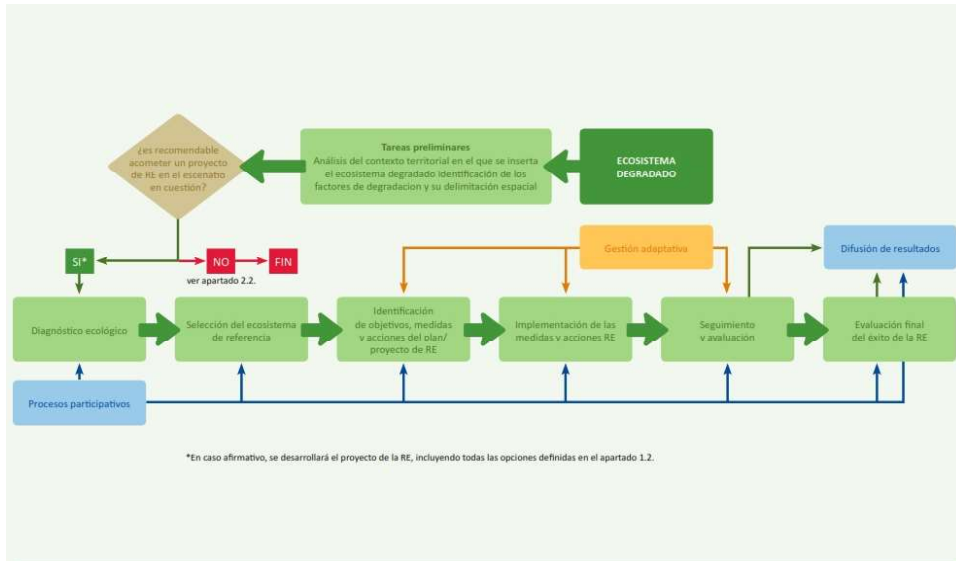 ¿es recomendable
acometer un proyecto
de RE en el escenatio
en cuestión?
Tareas preliminares
Análisis del contexto territorial en el que se inserta
el ecosistema degradado identificación de los
factores de degradacion y su delimitación espacial
ECOSISTEMA
DEGRADADO
Gestión adaptativa
Difusión de resultados
SI*
NO
FIN
ver apartado 2.2.
Diagnóstico ecológico
Selección del ecosistema
de referencia
Identificación
de objetivos, medidas
y acciones del plan/
proyecto de RE
Implementación de las
medidas y acciones RE
Seguimiento
y evaluación
Evaluación final
del éxito de la RE
Procesos participativos
*En caso afirmativo, se desarrollará el proyecto de la RE, incluyendo todas las opciones definidas en el apartado 1.2.